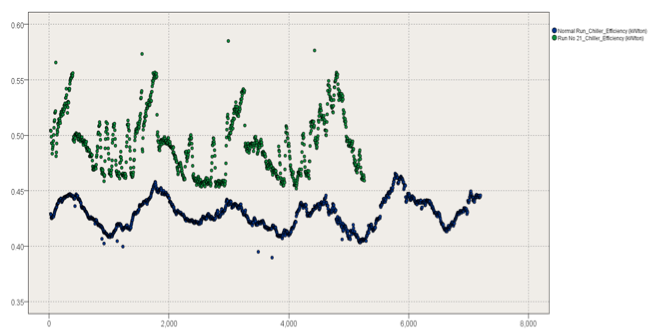 0.60
Normal Run_Chiller_Efficiency (kW/ton)
Run No 21_Chiller_Efficiency (kW/ton)
0.55
0.50
0.45
0.40
0.35
0 2,000 4,000 6,000 8,000